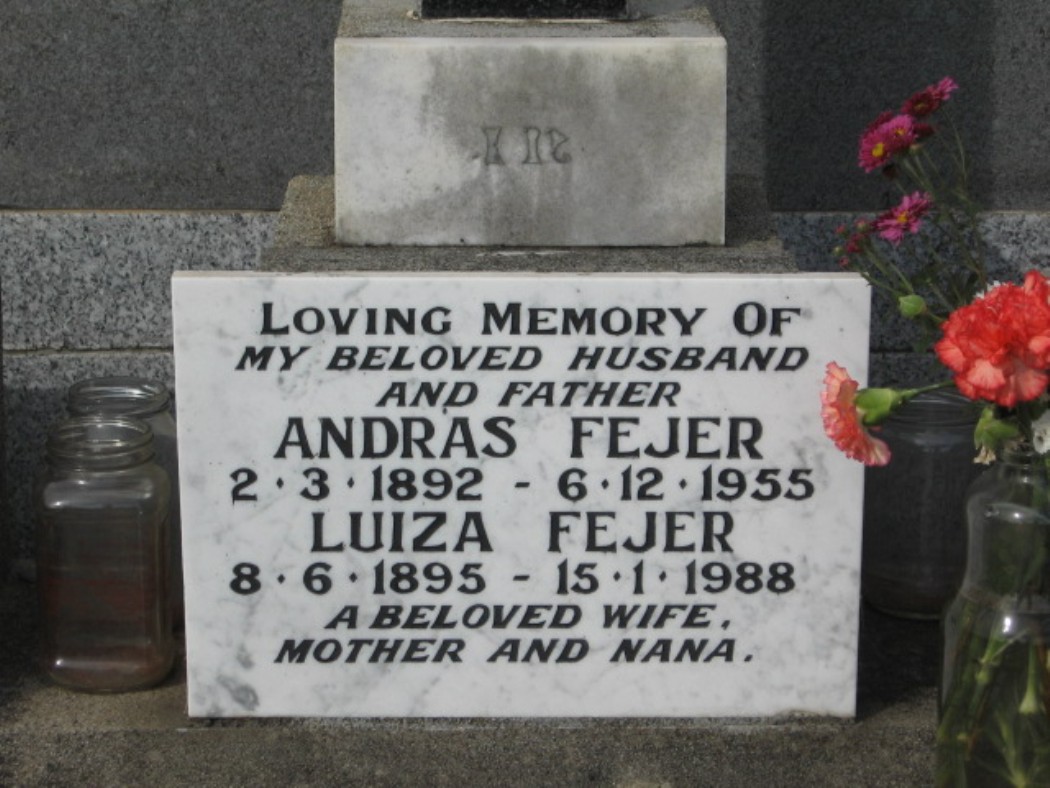 LOVING MEMORY OF
MY BELOVED HUSBAND
AND FATHER
ANDRAS FEJER
2·3·1892 - 6·12·1955
LUIZA FEJER
8·6·1895 - 15·1·1988
A BELOVED WIFE,
MOTHER AND NANA.